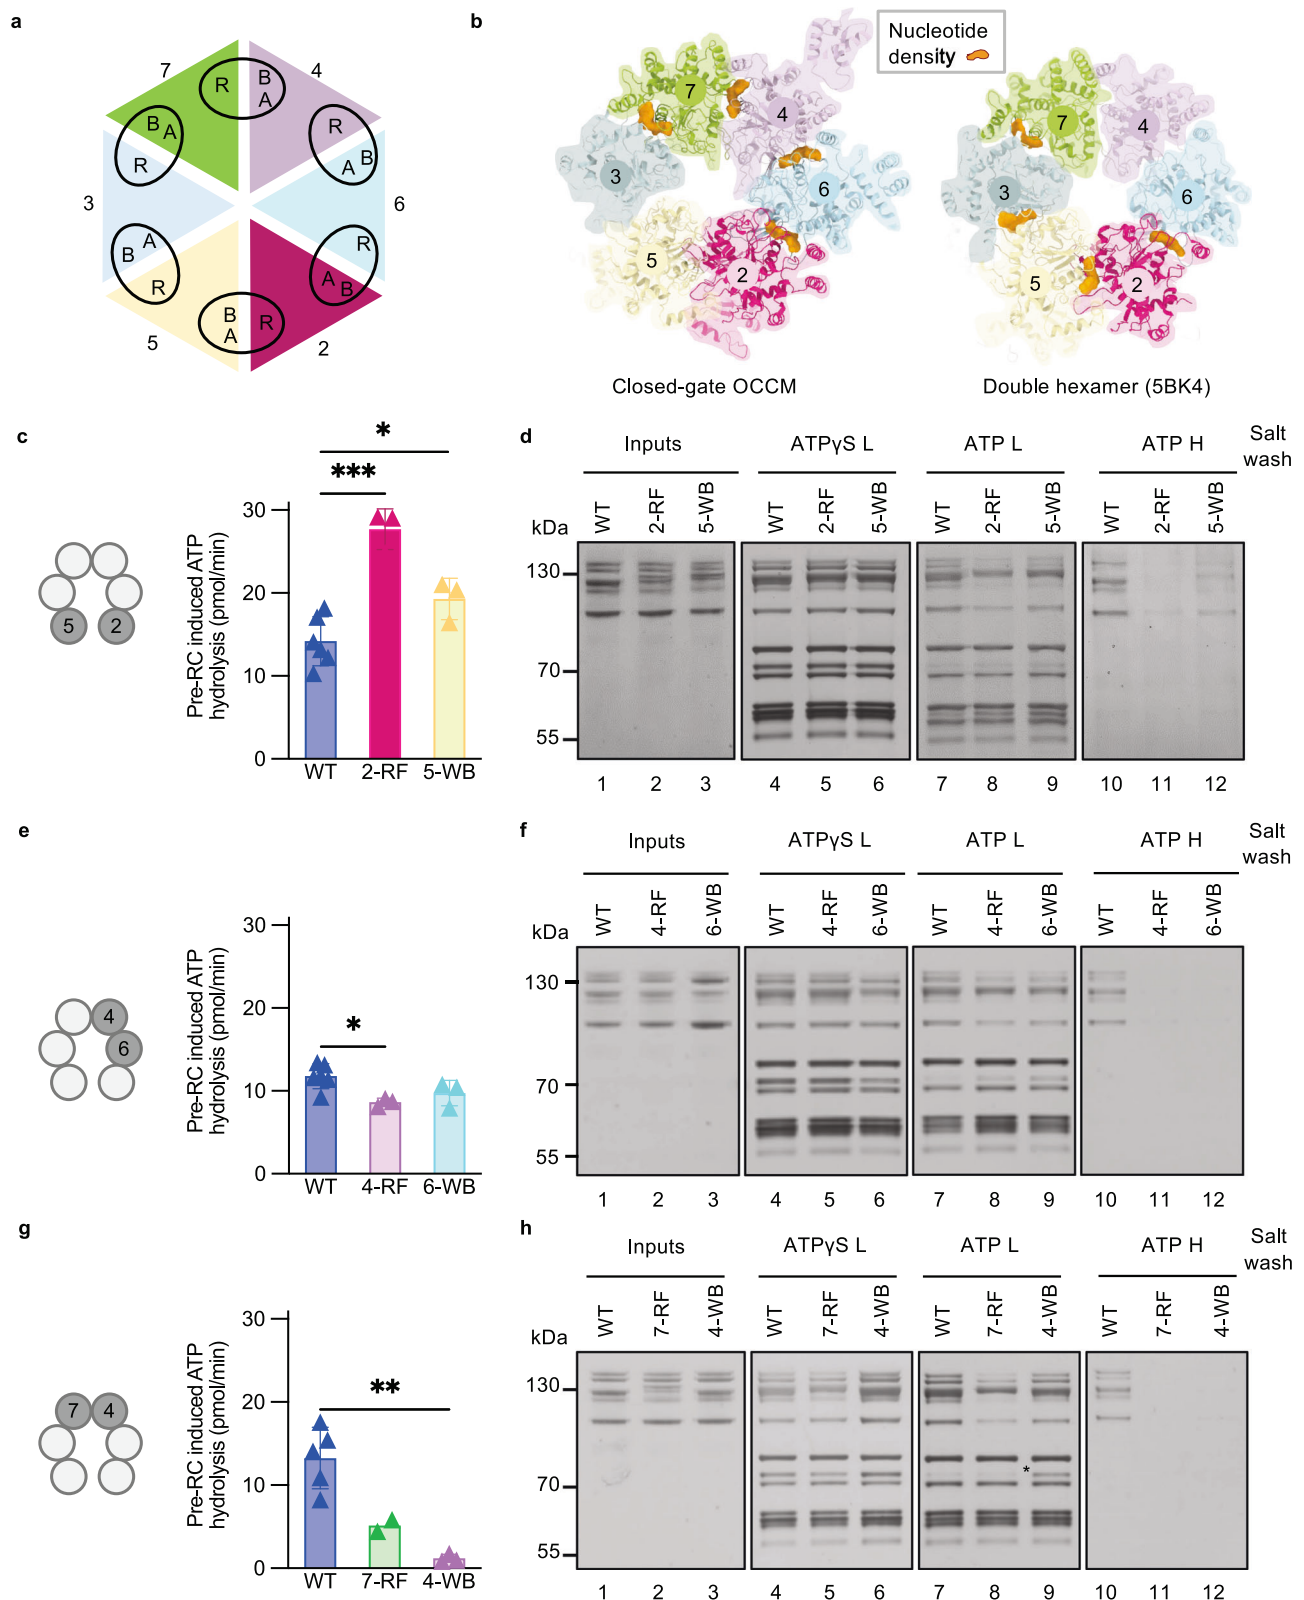 a
7
4
R
B
A
B
A
R
R
A
B
3
6
A
B
R
R
A
B
B
A
R
5
2
b
Nucleotide
density
7
4
3
6
5
2
Closed-gate OCCM
7
4
3
6
5
2
Double hexamer (5BK4)
c
5 2
Pre-RC induced ATP
hydrolysis (pmol/min)
30
20
10
0
*
***
WT 2-RF 5-WB
d
Inputs ATPγS L ATP L ATP H Salt
wash
WT 2-RF 5-WB WT 2-RF 5-WB WT 2-RF 5-WB WT 2-RF 5-WB
kDa
130
70
55
1 2 3 4 5 6 7 8 9 10 11 12
e
4
6
Pre-RC induced ATP
hydrolysis (pmol/min)
30
20
10
0
*
WT 4-RF 6-WB
f
Inputs ATPγS L ATP L ATP H Salt
wash
WT 4-RF 6-WB WT 4-RF 6-WB WT 4-RF 6-WB WT 4-RF 6-WB
kDa
130
70
55
1 2 3 4 5 6 7 8 9 10 11 12
g
7 4
Pre-RC induced ATP
hydrolysis (pmol/min)
30
20
10
0
**
WT 7-RF 4-WB
h
Inputs ATPγS L ATP L ATP H Salt
wash
WT 7-RF 4-WB WT 7-RF 4-WB WT 7-RF 4-WB WT 7-RF 4-WB
kDa
130
70
55
*
1 2 3 4 5 6 7 8 9 10 11 12